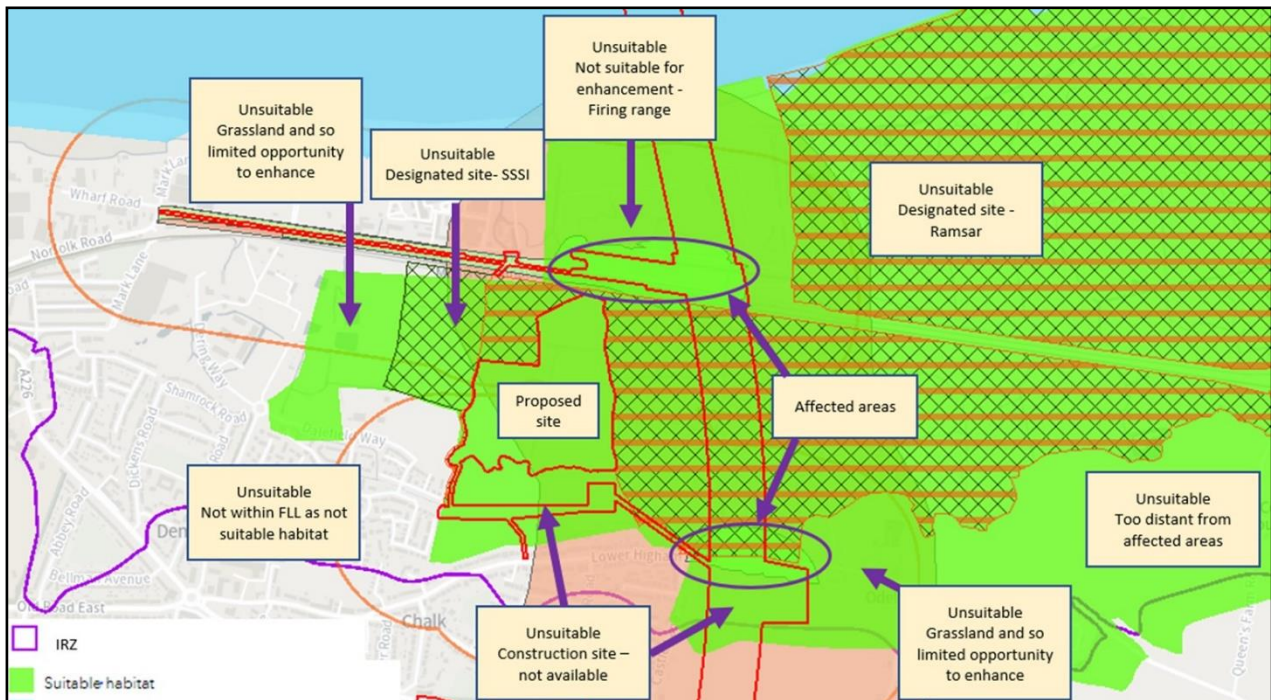 Unsuitable
Not suitable for
enhancement -
Firing range
Unsuitable
Grassland and so
limited opportunity
to enhance
Unsuitable
Designated site- SSSI
Unsuitable
Designated site -
Ramsar
Mark Lane
Wharf Road
Norfolk Road
Mark Lane
Dering Way
A226
Shamrock Road
Dickens Road
Abbey Road
Proposed
site
Affected areas
Unsuitable
Not within FLL as not
suitable habitat
Unsuitable
Too distant from
affected areas
Bellman Avenue
Old Road East
Chalk
Unsuitable
Construction site –
not available
Unsuitable
Grassland and so
limited opportunity
to enhance
IRZ
Suitable habitat